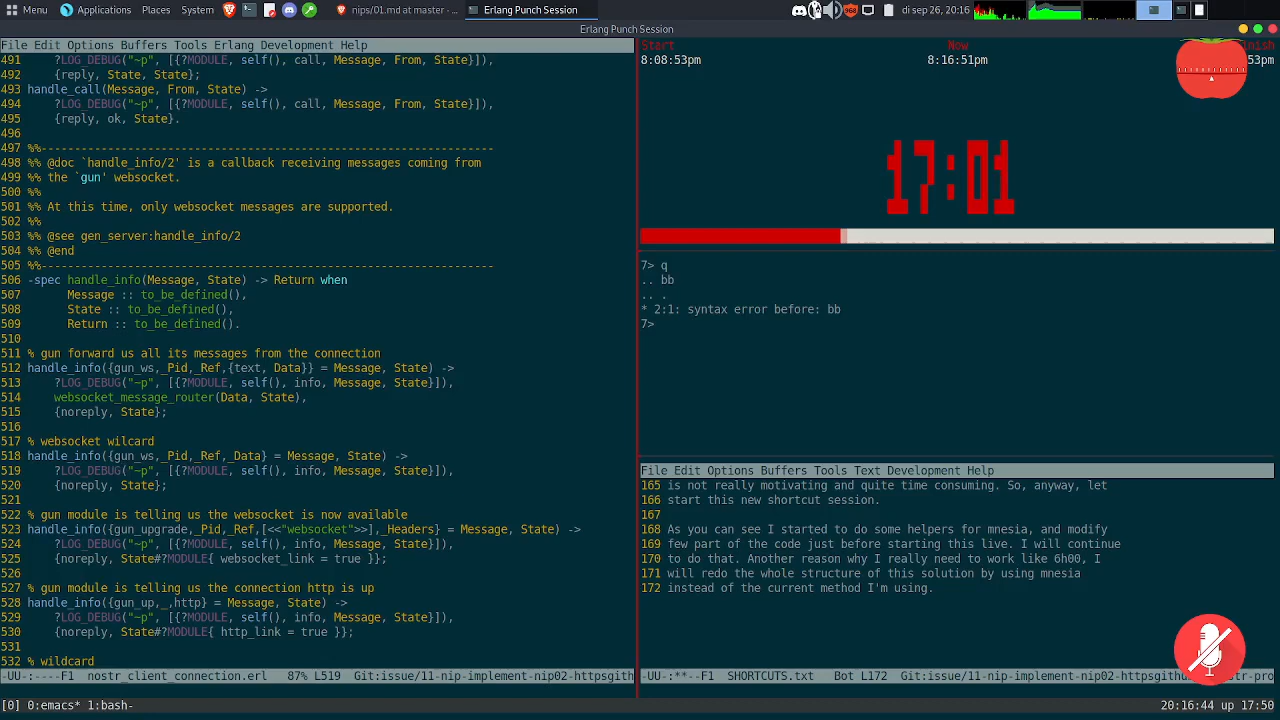 Menu Applications Places System nips/01.md at master - ... Erlang Punch Session 068 di sep 26, 20:16
Erlang Punch Session
File Edit Options Buffers Tools Erlang Development Help
491 ?LOG_DEBUG("~p", [{?MODULE, self(), call, Message, From, State}]),
492 {reply, State, State};
493 handle_call(Message, From, State) ->
494 ?LOG_DEBUG("~p", [{?MODULE, self(), call, Message, From, State}]),
495 {reply, ok, State}.
496
497 %%--------------------------------------------------------------------
498 %% @doc `handle_info/2' is a callback receiving messages coming from
499 %% the `gun' websocket.
500 %%
501 %% At this time, only websocket messages are supported.
502 %%
503 %% @see gen_server:handle_info/2
504 %% @end
505 %%--------------------------------------------------------------------
506 -spec handle_info(Message, State) -> Return when
507 Message :: to_be_defined(),
508 State :: to_be_defined(),
509 Return :: to_be_defined().
510
511 % gun forward us all its messages from the connection
512 handle_info({gun_ws,_Pid,_Ref,{text, Data}} = Message, State) ->
513 ?LOG_DEBUG("~p", [{?MODULE, self(), info, Message, State}]),
514 websocket_message_router(Data, State),
515 {noreply, State};
516
517 % websocket wilcard
518 handle_info({gun_ws,_Pid,_Ref,_Data} = Message, State) ->
519 ?LOG_DEBUG("~p", [{?MODULE, self(), info, Message, State}]),
520 {noreply, State};
521
522 % gun module is telling us the websocket is now available
523 handle_info({gun_upgrade,_Pid,_Ref,[<<"websocket">>],_Headers} = Message, State) ->
524 ?LOG_DEBUG("~p", [{?MODULE, self(), info, Message, State}]),
525 {noreply, State#?MODULE{ websocket_link = true }};
526
527 % gun module is telling us the connection http is up
528 handle_info({gun_up,_,http} = Message, State) ->
529 ?LOG_DEBUG("~p", [{?MODULE, self(), info, Message, State}]),
530 {noreply, State#?MODULE{ http_link = true }};
531
532 % wildcard
-UU-:----F1 nostr_client_connection.erl 87% L519 Git:issue/11-nip-implement-nip02-httpsgith
Start Now inish
8:08:53pm 8:16:51pm 53pm
17:01
7> q
.. bb
.. .
* 2:1: syntax error before: bb
7>
File Edit Options Buffers Tools Text Development Help
165 is not really motivating and quite time consuming. So, anyway, let
166 start this new shortcut session.
167
168 As you can see I started to do some helpers for mnesia, and modify
169 few part of the code just before starting this live. I will continue
170 to do that. Another reason why I really need to work like 6h00, I
171 will redo the whole structure of this solution by using mnesia
172 instead of the current method I'm using.
-UU-:**--F1 SHORTCUTS.txt Bot L172 Git:issue/11-nip-implement-nip02-httpsgithu str-pro
[0] 0:emacs* 1:bash- 20:16:44 up 17:50